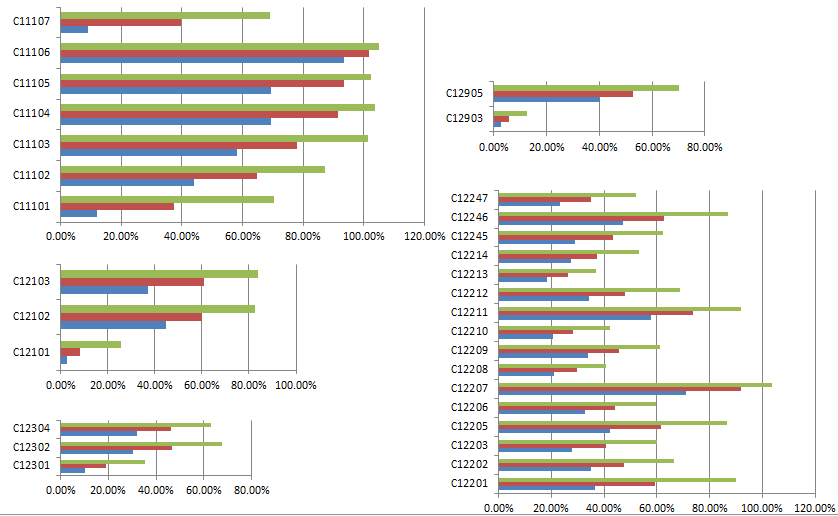 C11107
C11106
C11105
C11104
C11103
C11102
C11101
0.00% 20.00% 40.00% 60.00% 80.00% 100.00% 120.00%
C12905
C12903
0.00% 20.00% 40.00% 60.00% 80.00%
C12103
C12102
C12101
0.00% 20.00% 40.00% 60.00% 80.00% 100.00%
C12304
C12302
C12301
0.00% 20.00% 40.00% 60.00% 80.00%
C12247
C12246
C12245
C12214
C12213
C12212
C12211
C12210
C12209
C12208
C12207
C12206
C12205
C12203
C12202
C12201
0.00% 20.00% 40.00% 60.00% 80.00% 100.00% 120.00%